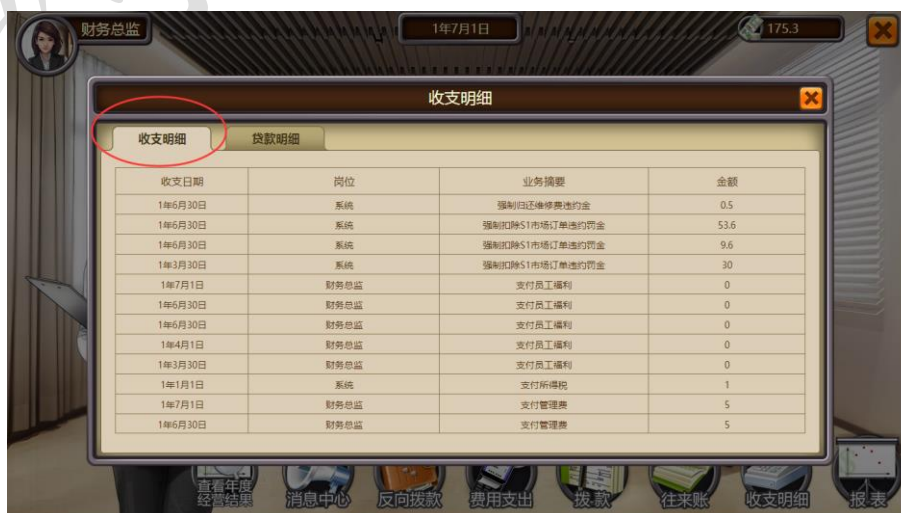 财务总监 1年7月1日 175.3
收支明细
收支明细 贷款明细
收支日期 岗位 业务摘要 金额
1年6月30日 系统 强制归还维修费违约金 0.5
1年6月30日 系统 强制扣除S1市场订单违约罚金 53.6
1年6月30日 系统 强制扣除S1市场订单违约罚金 9.6
1年3月30日 系统 强制扣除S1市场订单违约罚金 30
1年7月1日 财务总监 支付员工福利 0
1年6月30日 财务总监 支付员工福利 0
1年6月30日 财务总监 支付员工福利 0
1年4月1日 财务总监 支付员工福利 0
1年3月30日 财务总监 支付员工福利 0
1年1月1日 系统 支付所得税 1
1年7月1日 财务总监 支付管理费 5
1年6月30日 财务总监 支付管理费 5
查看年度
经营结果 消息中心 反向拨款 费用支出 拨款 往来账 收支明细 报表